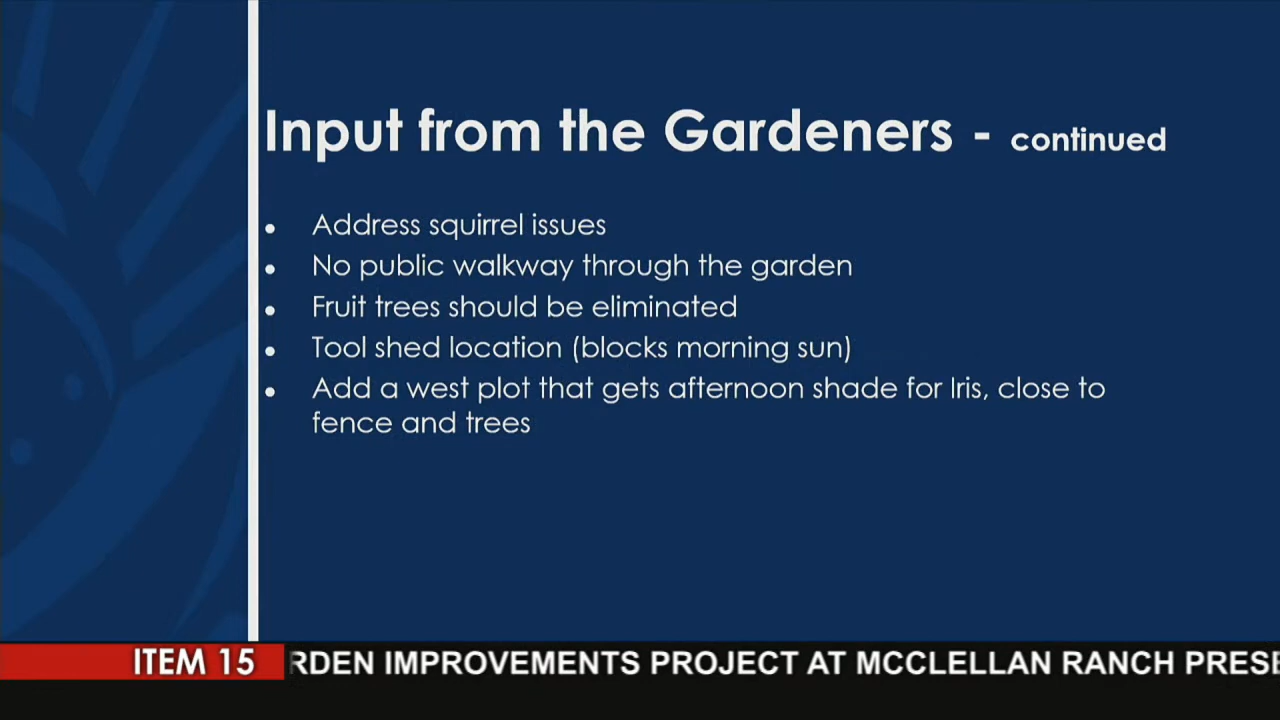 Input from the Gardeners - continued
• Address squirrel issues
• No public walkway through the garden
• Fruit trees should be eliminated
• Tool shed location (blocks morning sun)
• Add a west plot that gets afternoon shade for Iris, close to
fence and trees
ITEM 15 RDEN IMPROVEMENTS PROJECT AT MCCLELLAN RANCH PRESE